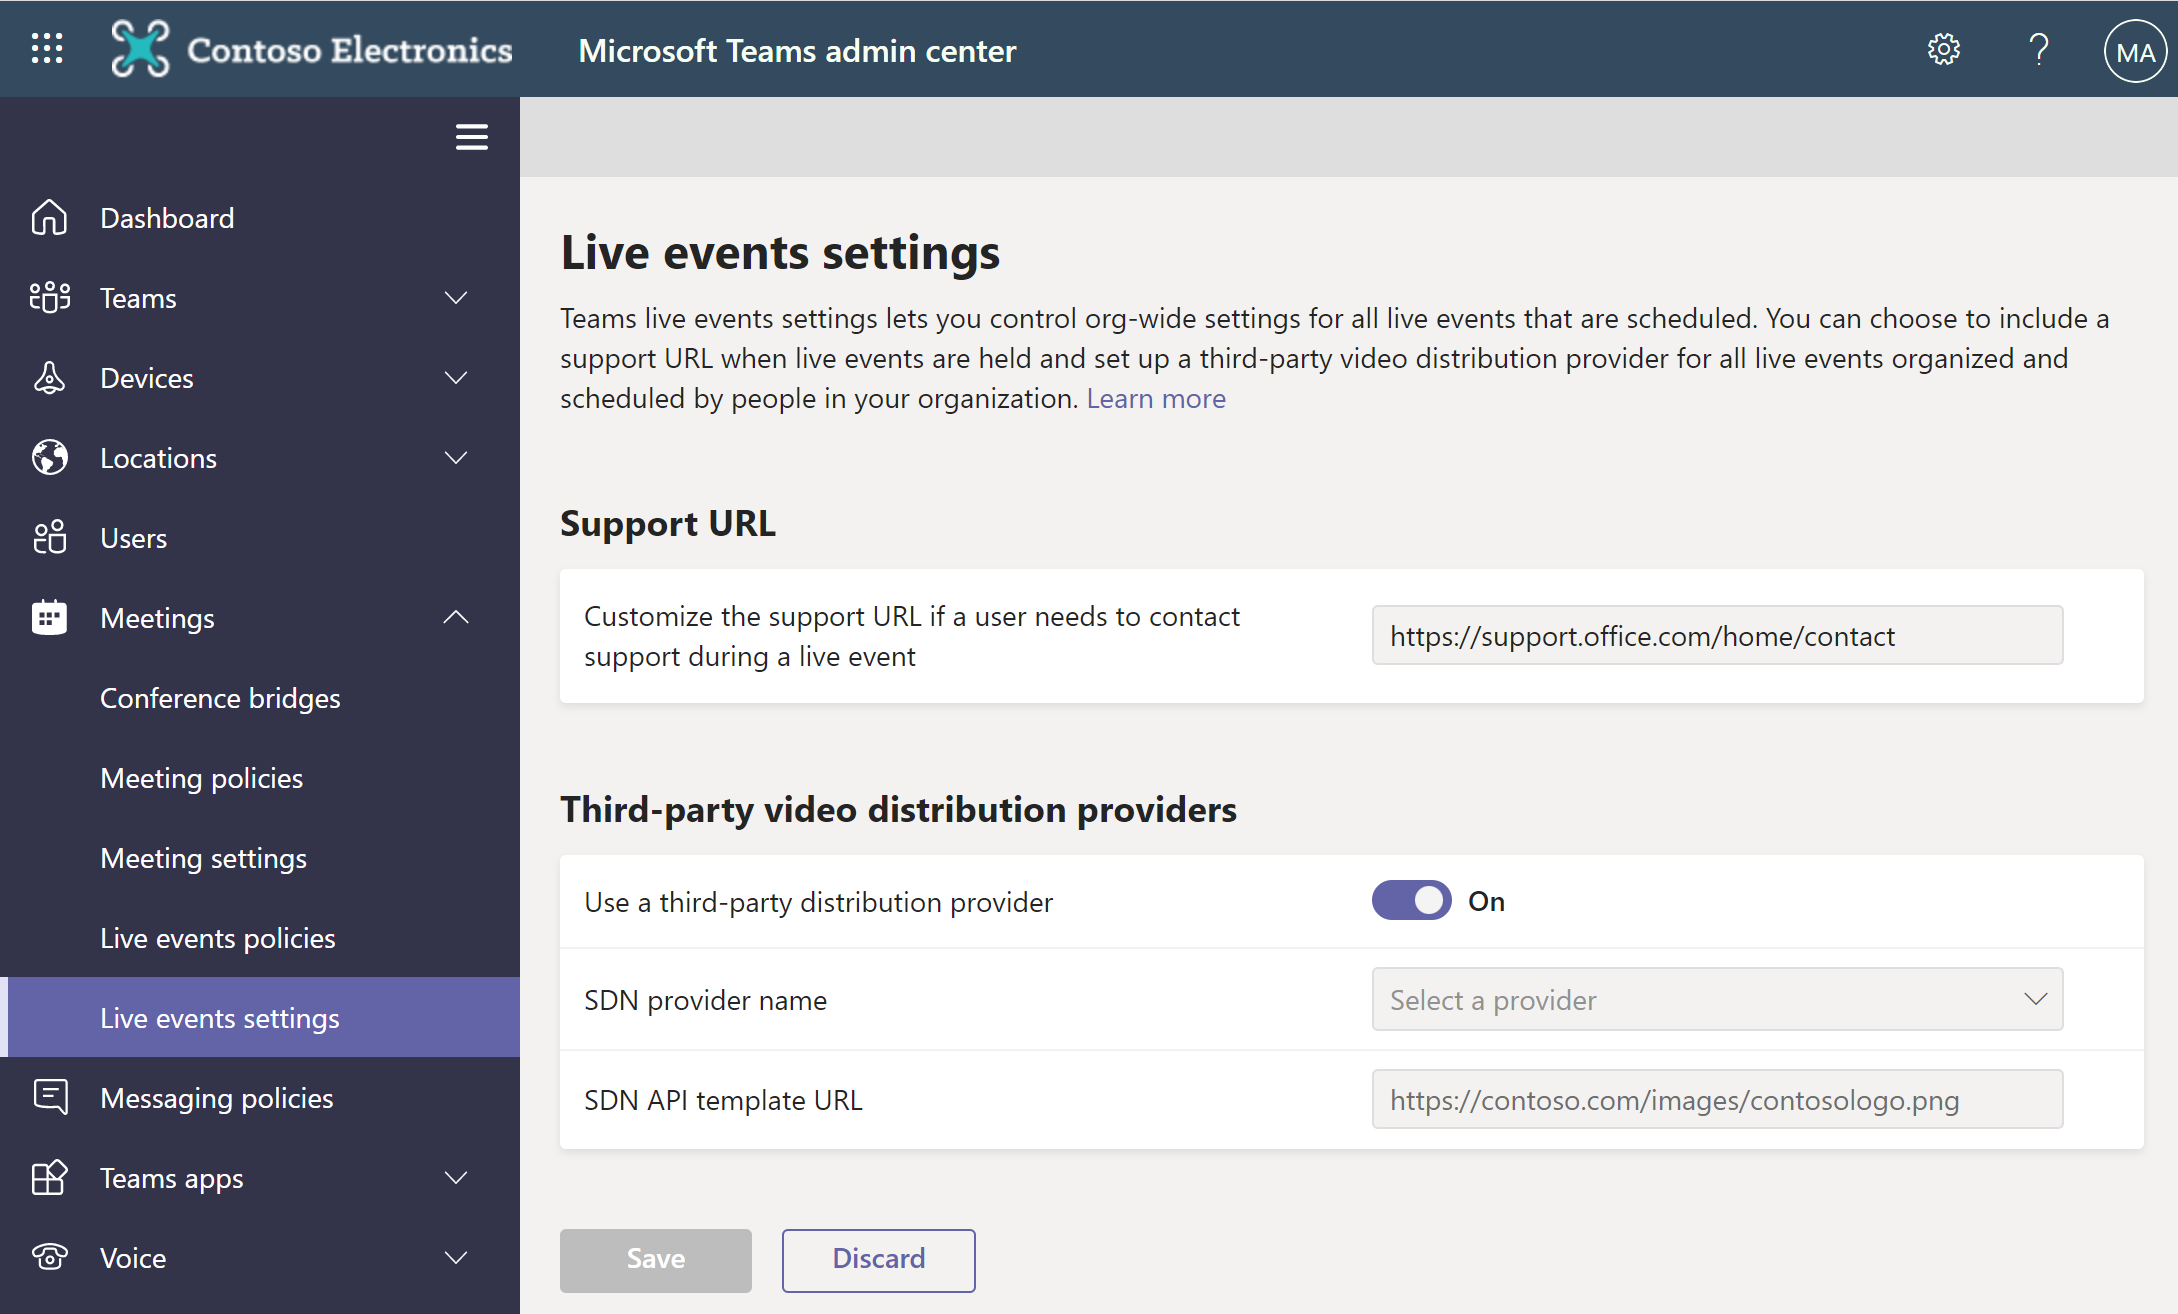 Contoso Electronics
Microsoft Teams admin center
?
MA
Dashboard
Teams
Devices
Locations
Users
Meetings
Conference bridges
Meeting policies
Meeting settings
Live events policies
Live events settings
Messaging policies
Teams apps
Voice
Live events settings
Teams live events settings lets you control org-wide settings for all live events that are scheduled. You can choose to include a
support URL when live events are held and set up a third-party video distribution provider for all live events organized and
scheduled by people in your organization. Learn more
Support URL
Customize the support URL if a user needs to contact
support during a live event
https://support.office.com/home/contact
Third-party video distribution providers
Use a third-party distribution provider
On
SDN provider name
Select a provider
SDN API template URL
https://contoso.com/images/contosologo.png
Save
Discard